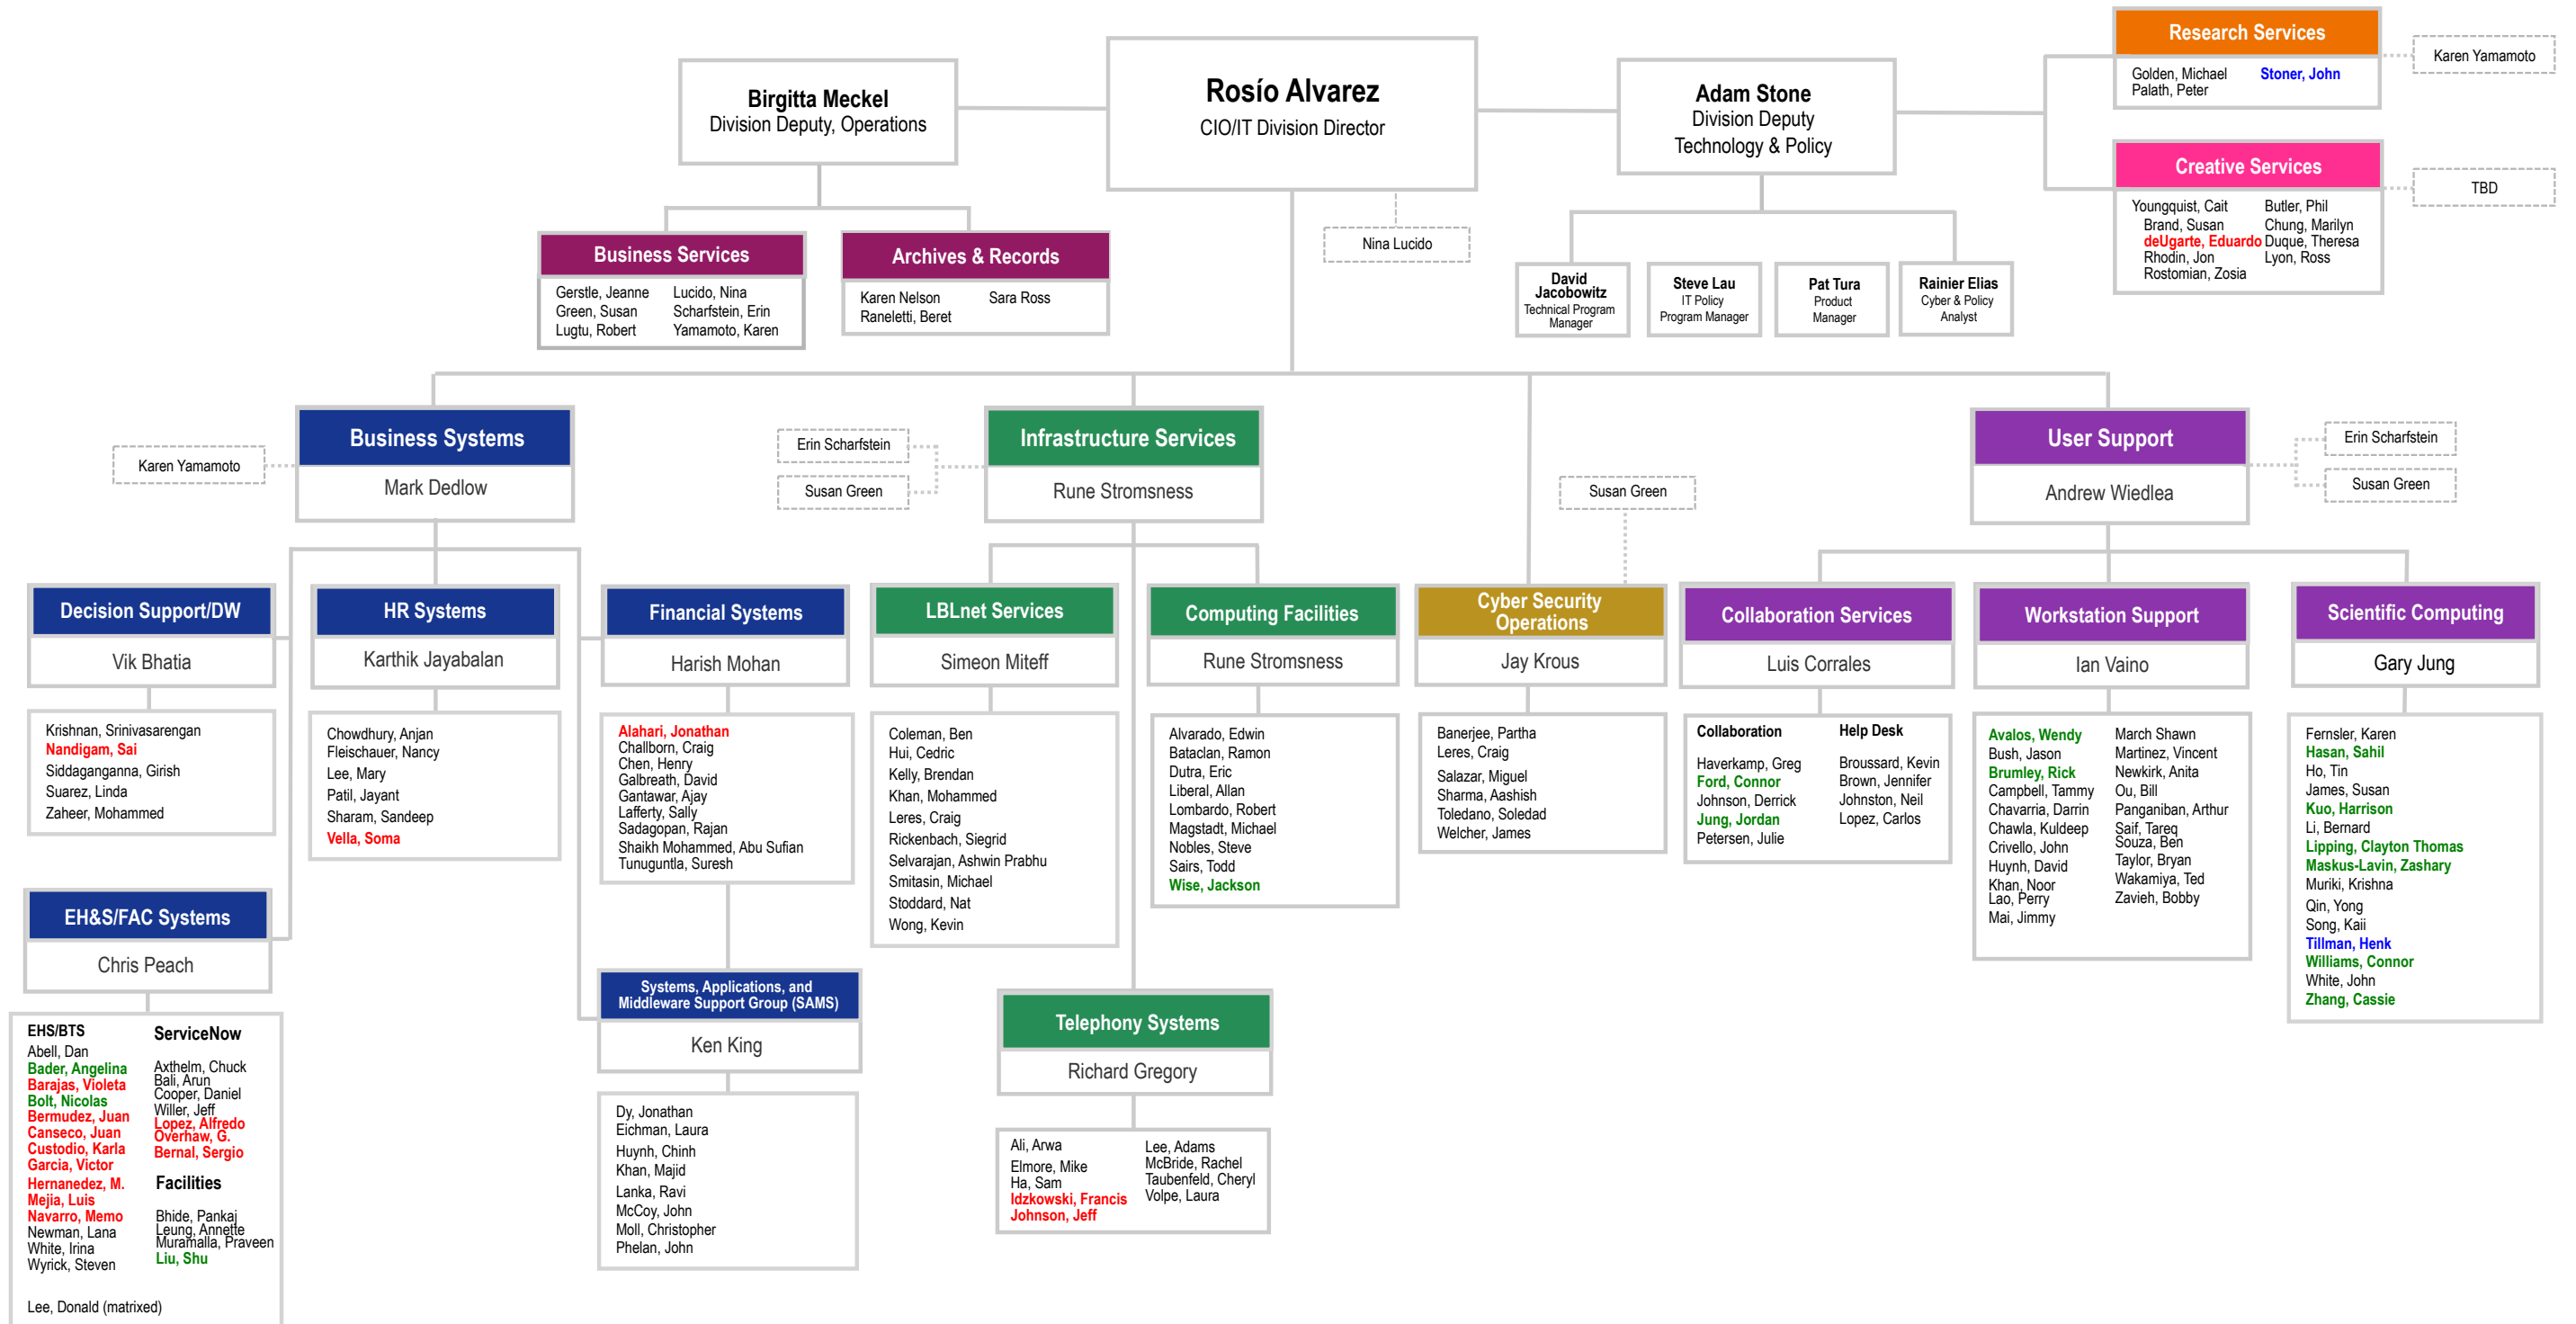 Birgitta Meckel
Division Deputy, Operations
Rosío Alvarez
CIO/IT Division Director
Adam Stone
Division Deputy
Technology & Policy
Research Services
Golden, Michael
Palath, Peter
Stoner, John
Karen Yamamoto
Creative Services
Youngquist, Cait
Brand, Susan
deUgarte, Eduardo
Rhodin, Jon
Rostomian, Zosia
Butler, Phil
Chung, Marilyn
Duque, Theresa
Lyon, Ross
TBD
Nina Lucido
Business Services
Gerstle, Jeanne
Green, Susan
Lugtu, Robert
Lucido, Nina
Scharfstein, Erin
Yamamoto, Karen
Archives & Records
Karen Nelson
Raneletti, Beret
Sara Ross
David
Jacobowitz
Technical Program
Manager
Steve Lau
IT Policy
Program Manager
Pat Tura
Product
Manager
Rainier Elias
Cyber & Policy
Analyst
Karen Yamamoto
Business Systems
Mark Dedlow
Erin Scharfstein
Susan Green
Infrastructure Services
Rune Stromsness
Susan Green
User Support
Andrew Wiedlea
Erin Scharfstein
Susan Green
Decision Support/DW
Vik Bhatia
Krishnan, Srinivasarengan
Nandigam, Sai
Siddaganganna, Girish
Suarez, Linda
Zaheer, Mohammed
HR Systems
Karthik Jayabalan
Chowdhury, Anjan
Fleischauer, Nancy
Lee, Mary
Patil, Jayant
Sharam, Sandeep
Vella, Soma
Financial Systems
Harish Mohan
Alahari, Jonathan
Challborn, Craig
Chen, Henry
Galbreath, David
Gantawar, Ajay
Lafferty, Sally
Sadagopan, Rajan
Shaikh Mohammed, Abu Sufian
Tunuguntla, Suresh
LBLnet Services
Simeon Miteff
Coleman, Ben
Hui, Cedric
Kelly, Brendan
Khan, Mohammed
Leres, Craig
Rickenbach, Siegrid
Selvarajan, Ashwin Prabhu
Smitasin, Michael
Stoddard, Nat
Wong, Kevin
Computing Facilities
Rune Stromsness
Alvarado, Edwin
Bataclan, Ramon
Dutra, Eric
Liberal, Allan
Lombardo, Robert
Magstadt, Michael
Nobles, Steve
Sairs, Todd
Wise, Jackson
Cyber Security
Operations
Jay Krous
Banerjee, Partha
Leres, Craig
Salazar, Miguel
Sharma, Aashish
Toledano, Soledad
Welcher, James
Collaboration Services
Luis Corrales
Collaboration
Haverkamp, Greg
Ford, Connor
Johnson, Derrick
Jung, Jordan
Petersen, Julie
Help Desk
Broussard, Kevin
Brown, Jennifer
Johnston, Neil
Lopez, Carlos
Workstation Support
Ian Vaino
Avalos, Wendy
Bush, Jason
Brumley, Rick
Campbell, Tammy
Chavarria, Darrin
Chawla, Kuldeep
Crivello, John
Huynh, David
Khan, Noor
Lao, Perry
Mai, Jimmy
March Shawn
Martinez, Vincent
Newkirk, Anita
Ou, Bill
Panganiban, Arthur
Saif, Tareq
Souza, Ben
Taylor, Bryan
Wakamiya, Ted
Zavieh, Bobby
Scientific Computing
Gary Jung
Fernsler, Karen
Hasan, Sahil
Ho, Tin
James, Susan
Kuo, Harrison
Li, Bernard
Lipping, Clayton Thomas
Maskus-Lavin, Zashary
Muriki, Krishna
Qin, Yong
Song, Kaii
Tillman, Henk
Williams, Connor
White, John
Zhang, Cassie
EH&S/FAC Systems
Chris Peach
EHS/BTS
Abell, Dan
Bader, Angelina
Barajas, Violeta
Bolt, Nicolas
Bermudez, Juan
Canseco, Juan
Custodio, Karla
Garcia, Victor
Hernanedez, M.
Mejia, Luis
Navarro, Memo
Newman, Lana
White, Irina
Wyrick, Steven
Lee, Donald (matrixed)
ServiceNow
Axthelm, Chuck
Bali, Arun
Cooper, Daniel
Willer, Jeff
Lopez, Alfredo
Overhaw, G.
Bernal, Sergio
Facilities
Bhide, Pankaj
Leung, Annette
Muramalla, Praveen
Liu, Shu
Systems, Applications, and
Middleware Support Group (SAMS)
Ken King
Dy, Jonathan
Eichman, Laura
Huynh, Chinh
Khan, Majid
Lanka, Ravi
McCoy, John
Moll, Christopher
Phelan, John
Telephony Systems
Richard Gregory
Ali, Arwa
Elmore, Mike
Ha, Sam
Idzkowski, Francis
Johnson, Jeff
Lee, Adams
McBride, Rachel
Taubenfeld, Cheryl
Volpe, Laura